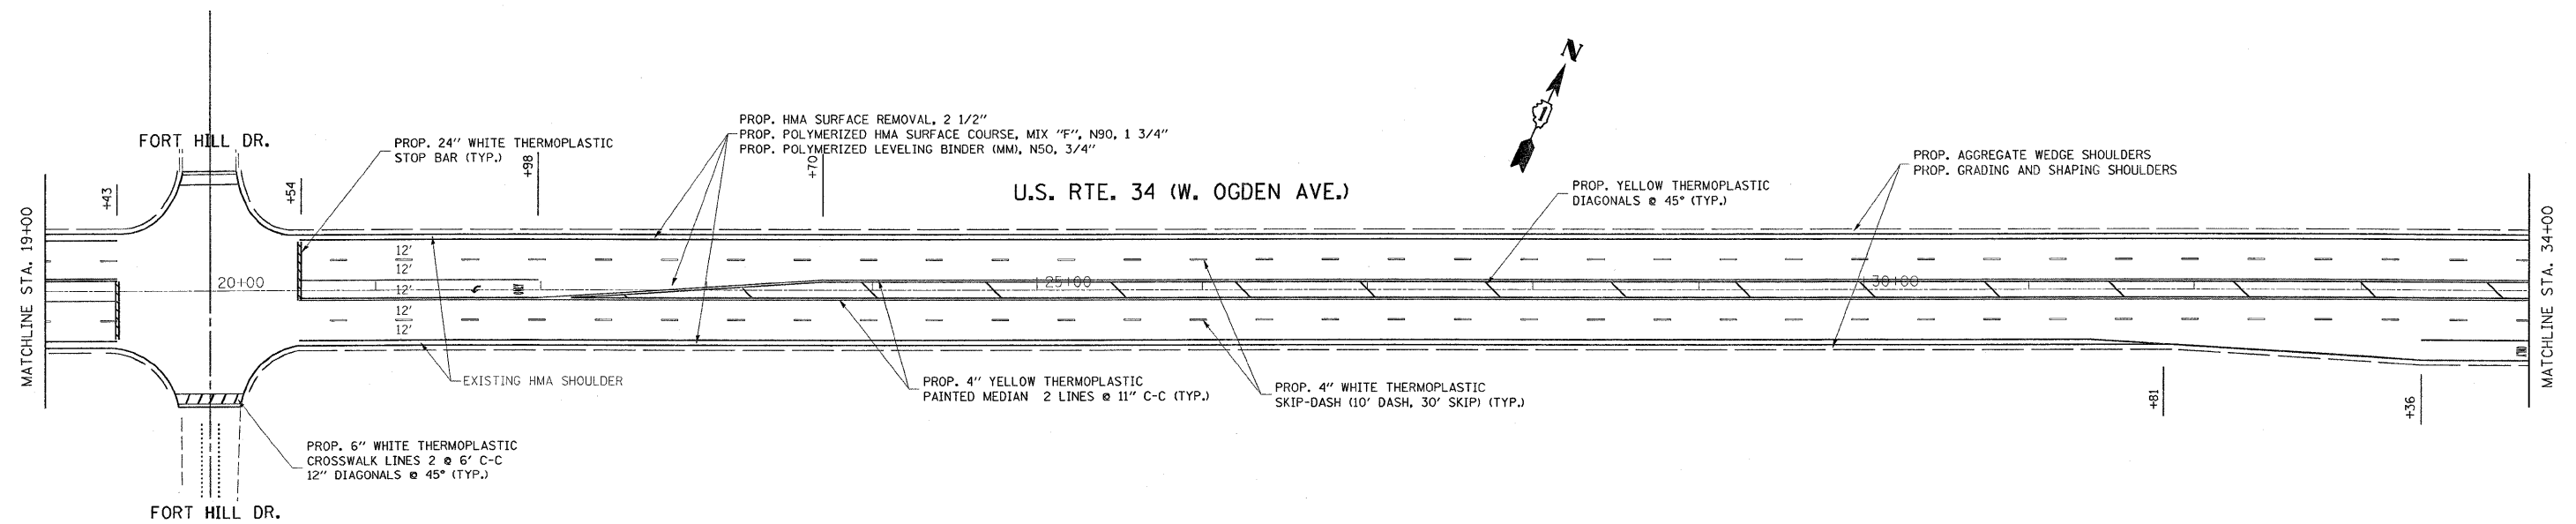 N
1
FORT HILL DR.
PROP. 24" WHITE THERMOPLASTIC
STOP BAR (TYP.)
PROP. HMA SURFACE REMOVAL, 2 1/2"
PROP. POLYMERIZED HMA SURFACE COURSE, MIX "F", N90, 1 3/4"
PROP. POLYMERIZED LEVELING BINDER (MM), N50, 3/4"
PROP. AGGREGATE WEDGE SHOULDERS
PROP. GRADING AND SHAPING SHOULDERS
+43
+54
+98
+70
U.S. RTE. 34 (W. OGDEN AVE.)
PROP. YELLOW THERMOPLASTIC
DIAGONALS @ 45° (TYP.)
MATCHLINE STA. 19+00
MATCHLINE STA. 34+00
12'
12'
20+00
12'
ONLY
25+00
30+00
12'
12'
ONLY
EXISTING HMA SHOULDER
PROP. 4" YELLOW THERMOPLASTIC
PAINTED MEDIAN 2 LINES @ 11" C-C (TYP.)
PROP. 4" WHITE THERMOPLASTIC
SKIP-DASH (10' DASH, 30' SKIP) (TYP.)
+81
+36
PROP. 6" WHITE THERMOPLASTIC
CROSSWALK LINES 2 @ 6' C-C
12" DIAGONALS @ 45° (TYP.)
FORT HILL DR.